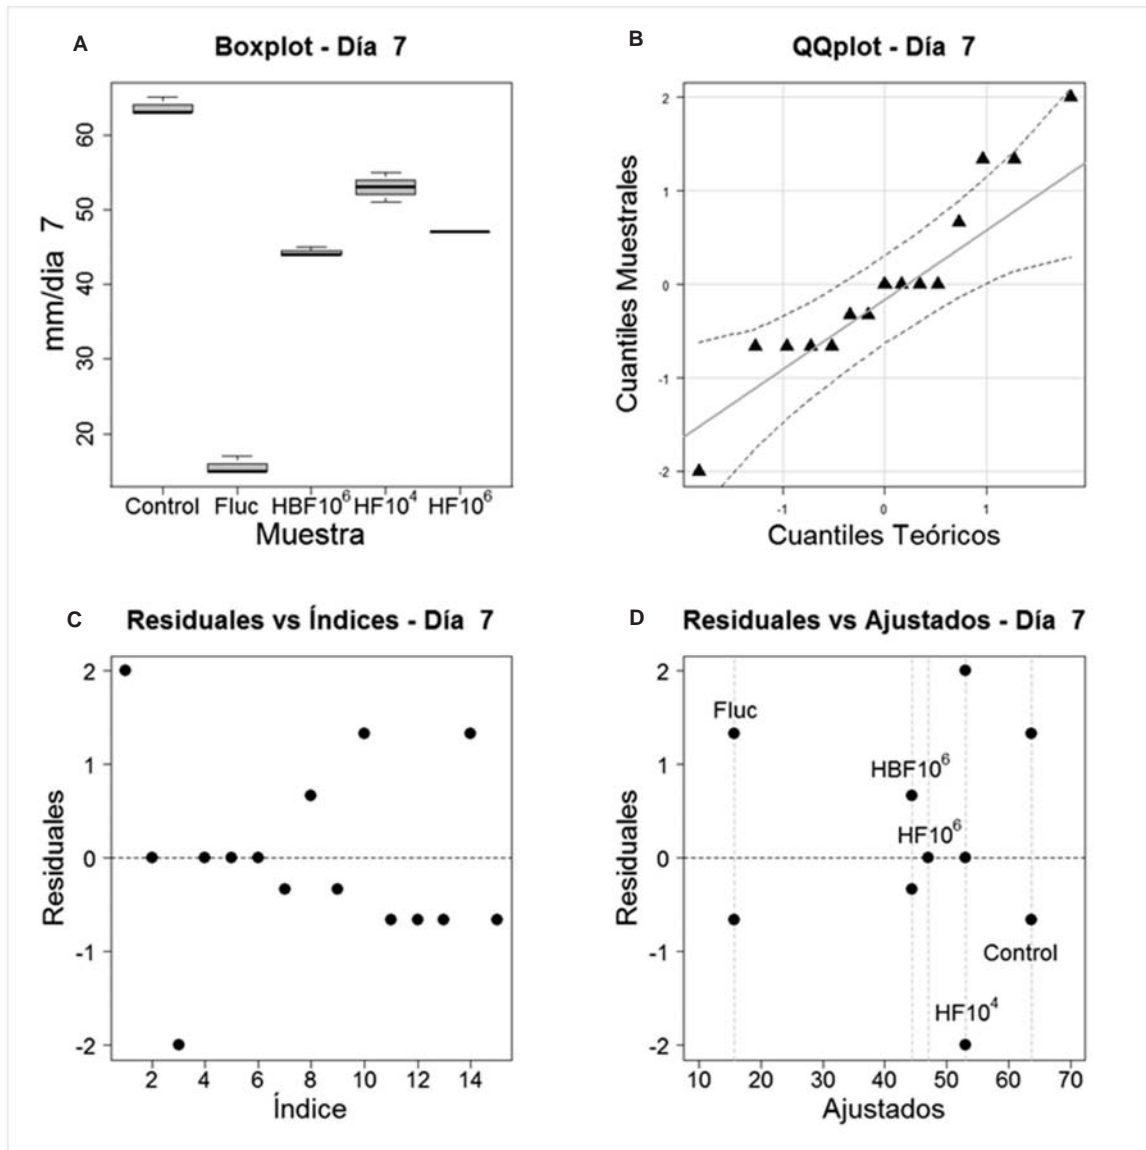 A
Boxplot - Día 7
mm/dia 7
60
50
40
30
20
Control Fluc HBF10⁶ HF10⁴ HF10⁶
Muestra
B
QQplot - Día 7
Cuantiles Muestrales
2
1
0
-1
-2
-1 0 1
Cuantiles Teóricos
C
Residuales vs Índices - Día 7
Residuales
2
1
0
-1
-2
2 4 6 8 10 12 14
Índice
D
Residuales vs Ajustados - Día 7
Residuales
2
1
0
-1
-2
Fluc
HBF10⁶
HF10⁶
Control
HF10⁴
10 20 30 40 50 60 70
Ajustados